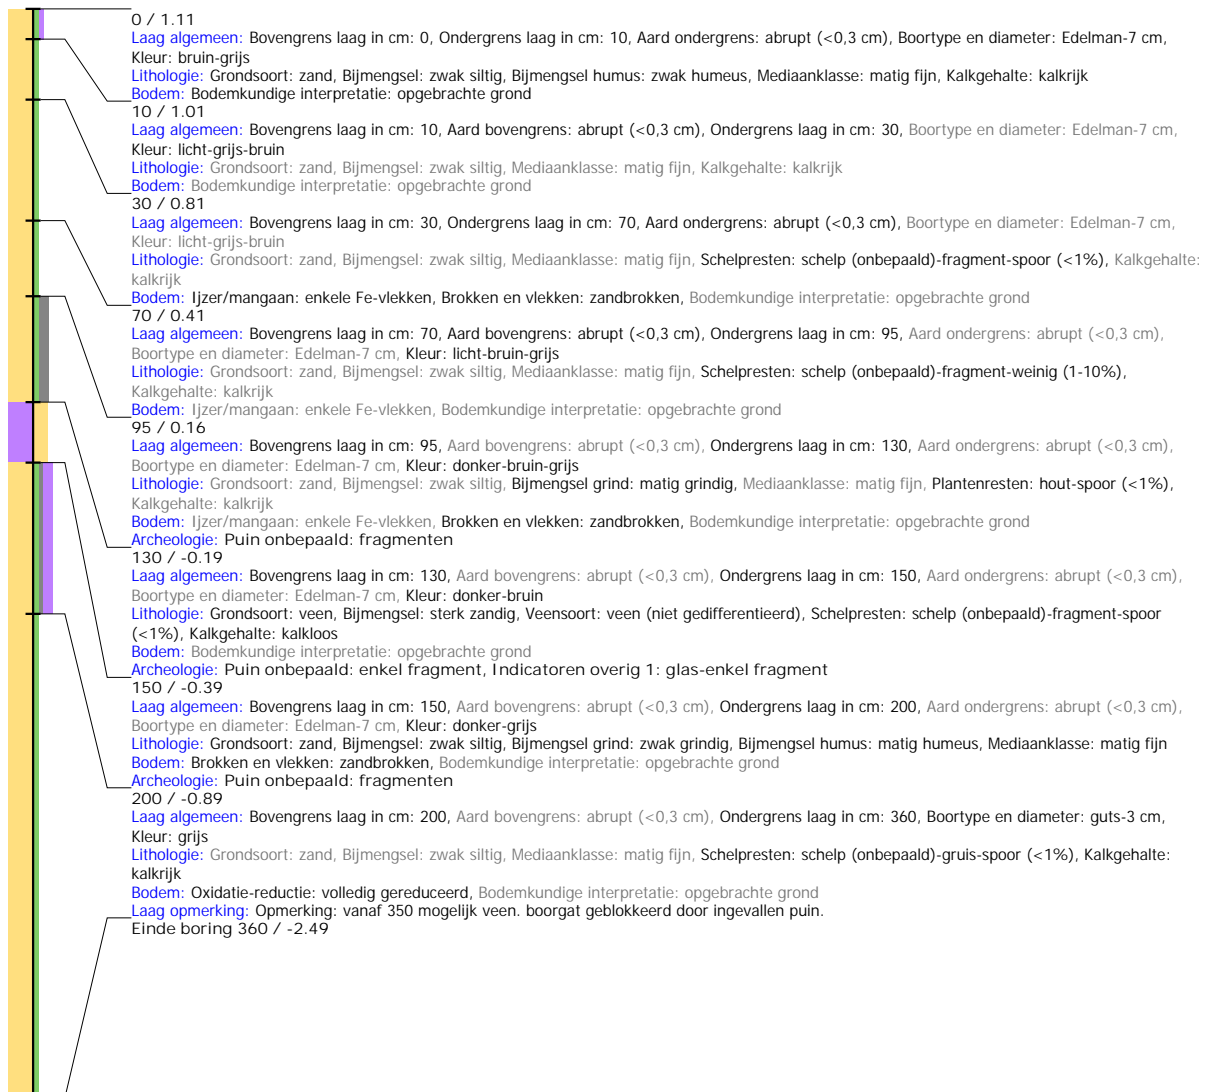 0 / 1.11
Laag algemeen: Bovengrens laag in cm: 0, Ondergrens laag in cm: 10, Aard ondergrens: abrupt (<0,3 cm), Boortype en diameter: Edelman-7 cm,
Kleur: bruin-grijs
Lithologie: Grondsoort: zand, Bijmengsel: zwak siltig, Bijmengsel humus: zwak humeus, Mediaanklasse: matig fijn, Kalkgehalte: kalkrijk
Bodem: Bodemkundige interpretatie: opgebrachte grond
10 / 1.01
Laag algemeen: Bovengrens laag in cm: 10, Aard bovengrens: abrupt (<0,3 cm), Ondergrens laag in cm: 30, Boortype en diameter: Edelman-7 cm,
Kleur: licht-grijs-bruin
Lithologie: Grondsoort: zand, Bijmengsel: zwak siltig, Mediaanklasse: matig fijn, Kalkgehalte: kalkrijk
Bodem: Bodemkundige interpretatie: opgebrachte grond
30 / 0.81
Laag algemeen: Bovengrens laag in cm: 30, Ondergrens laag in cm: 70, Aard ondergrens: abrupt (<0,3 cm), Boortype en diameter: Edelman-7 cm,
Kleur: licht-grijs-bruin
Lithologie: Grondsoort: zand, Bijmengsel: zwak siltig, Mediaanklasse: matig fijn, Schelpresten: schelp (onbepaald)-fragment-spoor (<1%), Kalkgehalte:
kalkrijk
Bodem: Ijzer/mangaan: enkele Fe-vlekken, Brokken en vlekken: zandbrokken, Bodemkundige interpretatie: opgebrachte grond
70 / 0.41
Laag algemeen: Bovengrens laag in cm: 70, Aard bovengrens: abrupt (<0,3 cm), Ondergrens laag in cm: 95, Aard ondergrens: abrupt (<0,3 cm),
Boortype en diameter: Edelman-7 cm, Kleur: licht-bruin-grijs
Lithologie: Grondsoort: zand, Bijmengsel: zwak siltig, Mediaanklasse: matig fijn, Schelpresten: schelp (onbepaald)-fragment-weinig (1-10%),
Kalkgehalte: kalkrijk
Bodem: Ijzer/mangaan: enkele Fe-vlekken, Bodemkundige interpretatie: opgebrachte grond
95 / 0.16
Laag algemeen: Bovengrens laag in cm: 95, Aard bovengrens: abrupt (<0,3 cm), Ondergrens laag in cm: 130, Aard ondergrens: abrupt (<0,3 cm),
Boortype en diameter: Edelman-7 cm, Kleur: donker-bruin-grijs
Lithologie: Grondsoort: zand, Bijmengsel: zwak siltig, Bijmengsel grind: matig grindig, Mediaanklasse: matig fijn, Plantenresten: hout-spoor (<1%),
Kalkgehalte: kalkrijk
Bodem: Ijzer/mangaan: enkele Fe-vlekken, Brokken en vlekken: zandbrokken, Bodemkundige interpretatie: opgebrachte grond
Archeologie: Puin onbepaald: fragmenten
130 / -0.19
Laag algemeen: Bovengrens laag in cm: 130, Aard bovengrens: abrupt (<0,3 cm), Ondergrens laag in cm: 150, Aard ondergrens: abrupt (<0,3 cm),
Boortype en diameter: Edelman-7 cm, Kleur: donker-bruin
Lithologie: Grondsoort: veen, Bijmengsel: sterk zandig, Veensoort: veen (niet gedifferentieerd), Schelpresten: schelp (onbepaald)-fragment-spoor
(<1%), Kalkgehalte: kalkloos
Bodem: Bodemkundige interpretatie: opgebrachte grond
Archeologie: Puin onbepaald: enkel fragment, Indicatoren overig 1: glas-enkel fragment
150 / -0.39
Laag algemeen: Bovengrens laag in cm: 150, Aard bovengrens: abrupt (<0,3 cm), Ondergrens laag in cm: 200, Aard ondergrens: abrupt (<0,3 cm),
Boortype en diameter: Edelman-7 cm, Kleur: donker-grijs
Lithologie: Grondsoort: zand, Bijmengsel: zwak siltig, Bijmengsel grind: zwak grindig, Bijmengsel humus: matig humeus, Mediaanklasse: matig fijn
Bodem: Brokken en vlekken: zandbrokken, Bodemkundige interpretatie: opgebrachte grond
Archeologie: Puin onbepaald: fragmenten
200 / -0.89
Laag algemeen: Bovengrens laag in cm: 200, Aard bovengrens: abrupt (<0,3 cm), Ondergrens laag in cm: 360, Boortype en diameter: guts-3 cm,
Kleur: grijs
Lithologie: Grondsoort: zand, Bijmengsel: zwak siltig, Mediaanklasse: matig fijn, Schelpresten: schelp (onbepaald)-gruis-spoor (<1%), Kalkgehalte:
kalkrijk
Bodem: Oxidatie-reductie: volledig gereduceerd, Bodemkundige interpretatie: opgebrachte grond
Laag opmerking: Opmerking: vanaf 350 mogelijk veen. boorgat geblokkeerd door ingevallen puin.
Einde boring 360 / -2.49